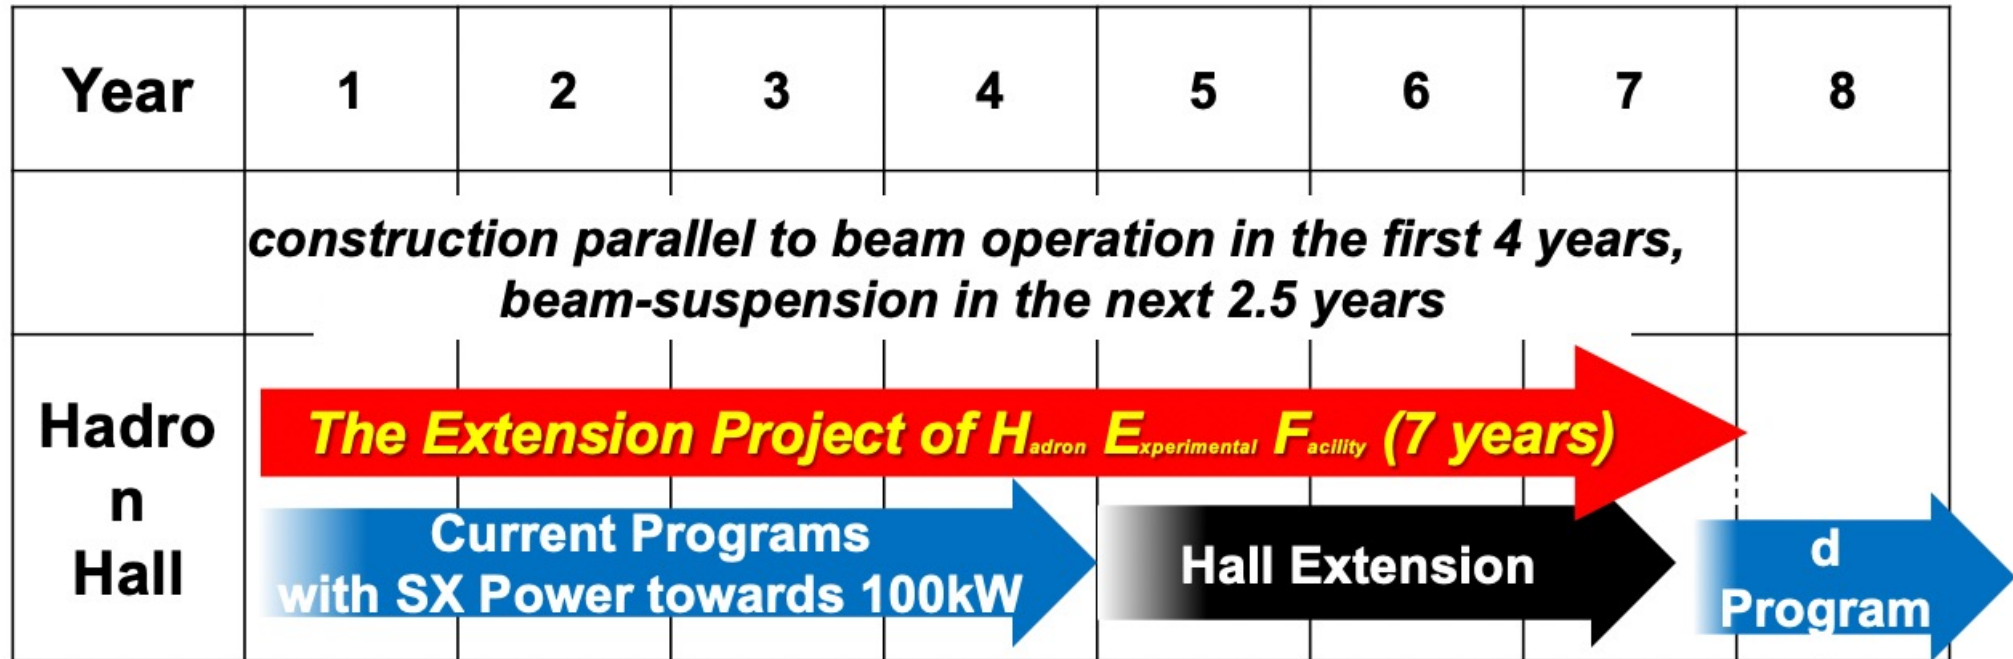 Year 1 2 3 4 5 6 7 8
construction parallel to beam operation in the first 4 years,
beam-suspension in the next 2.5 years
Hadro
n
Hall
The Extension Project of Hadron Experimental Facility (7 years)
Current Programs
with SX Power towards 100kW
Hall Extension
d
Program